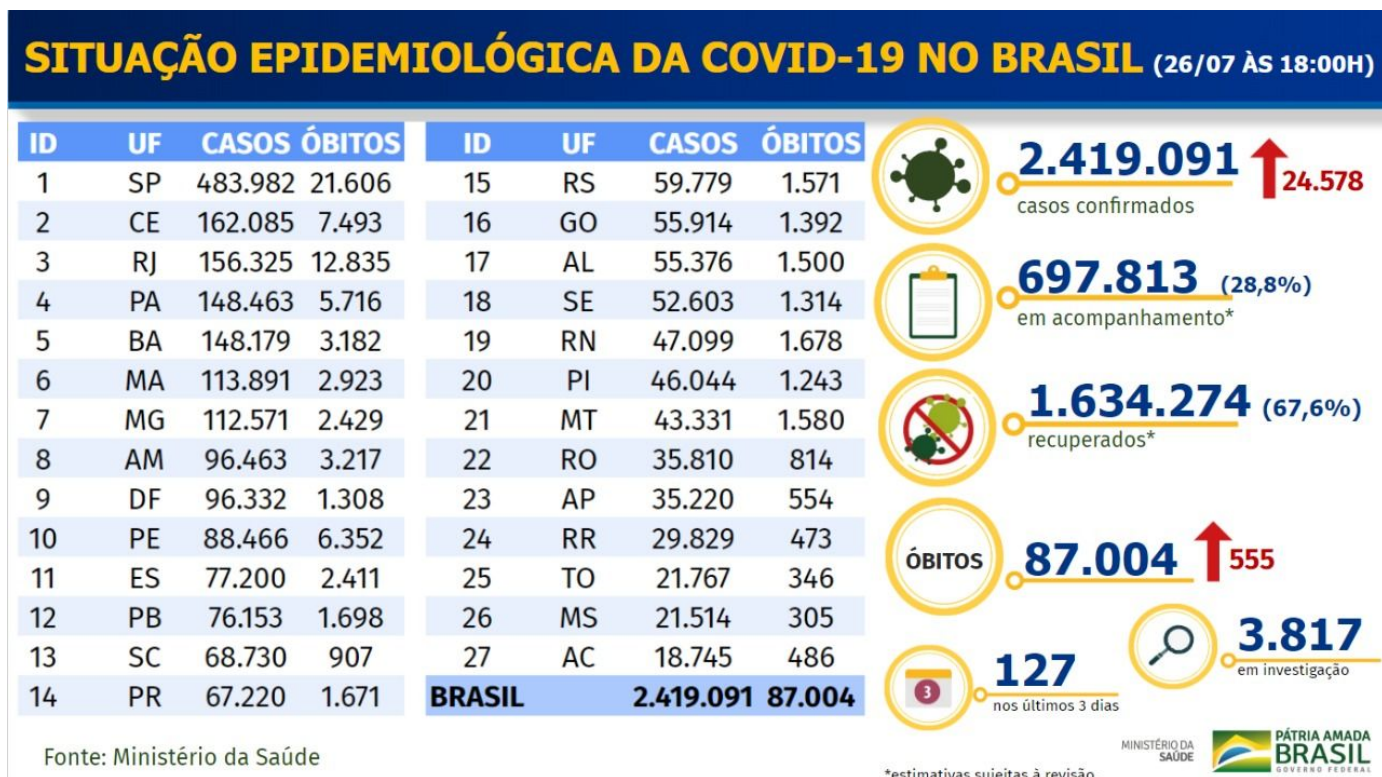 SITUAÇÃO EPIDEMIOLÓGICA DA COVID-19 NO BRASIL (26/07 ÀS 18:00H)
ID UF CASOS ÓBITOS
1 SP 483.982 21.606
2 CE 162.085 7.493
3 RJ 156.325 12.835
4 PA 148.463 5.716
5 BA 148.179 3.182
6 MA 113.891 2.923
7 MG 112.571 2.429
8 AM 96.463 3.217
9 DF 96.332 1.308
10 PE 88.466 6.352
11 ES 77.200 2.411
12 PB 76.153 1.698
13 SC 68.730 907
14 PR 67.220 1.671
ID UF CASOS ÓBITOS
15 RS 59.779 1.571
16 GO 55.914 1.392
17 AL 55.376 1.500
18 SE 52.603 1.314
19 RN 47.099 1.678
20 PI 46.044 1.243
21 MT 43.331 1.580
22 RO 35.810 814
23 AP 35.220 554
24 RR 29.829 473
25 TO 21.767 346
26 MS 21.514 305
27 AC 18.745 486
BRASIL 2.419.091 87.004
2.419.091 24.578
casos confirmados
697.813 (28,8%)
em acompanhamento*
1.634.274 (67,6%)
recuperados*
ÓBITOS 87.004 555
3 127
nos últimos 3 dias
3.817
em investigação
Fonte: Ministério da Saúde
*estimativas sujeitas à revisão
MINISTÉRIO DA
SAÚDE
PÁTRIA AMADA
BRASIL
GOVERNO FEDERAL